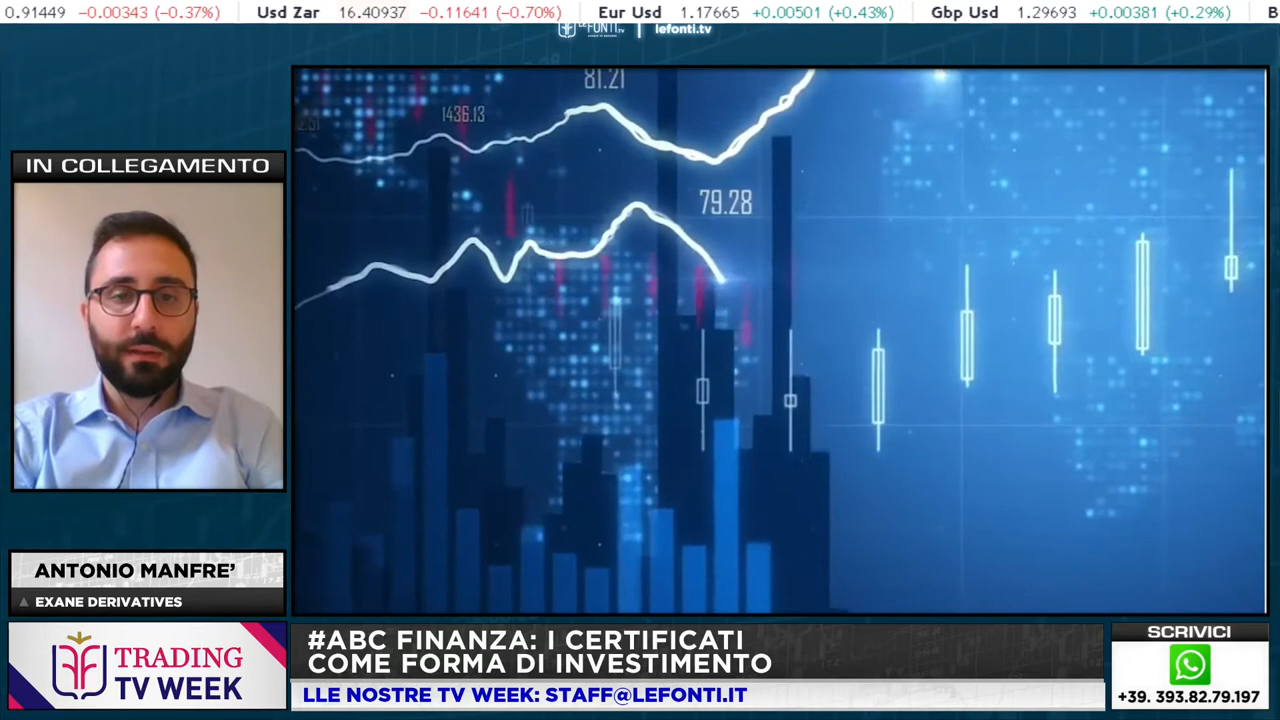 0.91449 −0.00343 (−0.37%) Usd Zar 16.40937 −0.11641 (−0.70%) Eur Usd 1.17665 +0.00501 (+0.43%) Gbp Usd 1.29693 +0.00381 (+0.29%) B
LEFONTI.TV lefonti.tv
81.21
1436.13
79.28
IN COLLEGAMENTO
ANTONIO MANFRE’
EXANE DERIVATIVES
TRADING
TV WEEK
#ABC FINANZA: I CERTIFICATI
COME FORMA DI INVESTIMENTO
LLE NOSTRE TV WEEK: STAFF@LEFONTI.IT
SCRIVICI
+39. 393.82.79.197